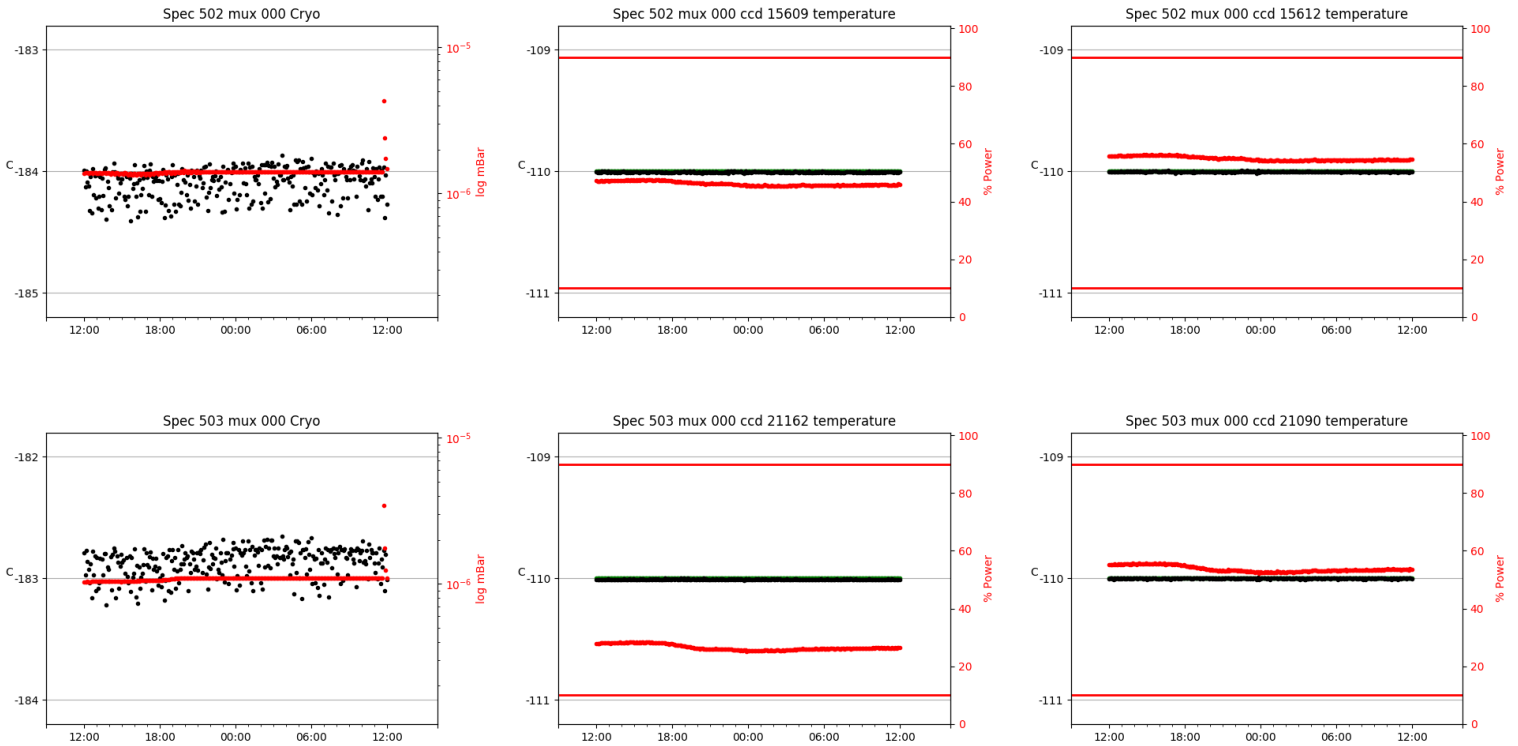 Spec 502 mux 000 Cryo
-183
-184
-185
C
12:00 18:00 00:00 06:00 12:00
10⁻⁵
10⁻⁶
log mBar
Spec 502 mux 000 ccd 15609 temperature
-109
-110
-111
C
12:00 18:00 00:00 06:00 12:00
100
80
60
40
20
0
% Power
Spec 502 mux 000 ccd 15612 temperature
-109
-110
-111
C
12:00 18:00 00:00 06:00 12:00
100
80
60
40
20
0
% Power
Spec 503 mux 000 Cryo
-182
-183
-184
C
12:00 18:00 00:00 06:00 12:00
10⁻⁵
10⁻⁶
log mBar
Spec 503 mux 000 ccd 21162 temperature
-109
-110
-111
C
12:00 18:00 00:00 06:00 12:00
100
80
60
40
20
0
% Power
Spec 503 mux 000 ccd 21090 temperature
-109
-110
-111
C
12:00 18:00 00:00 06:00 12:00
100
80
60
40
20
0
% Power